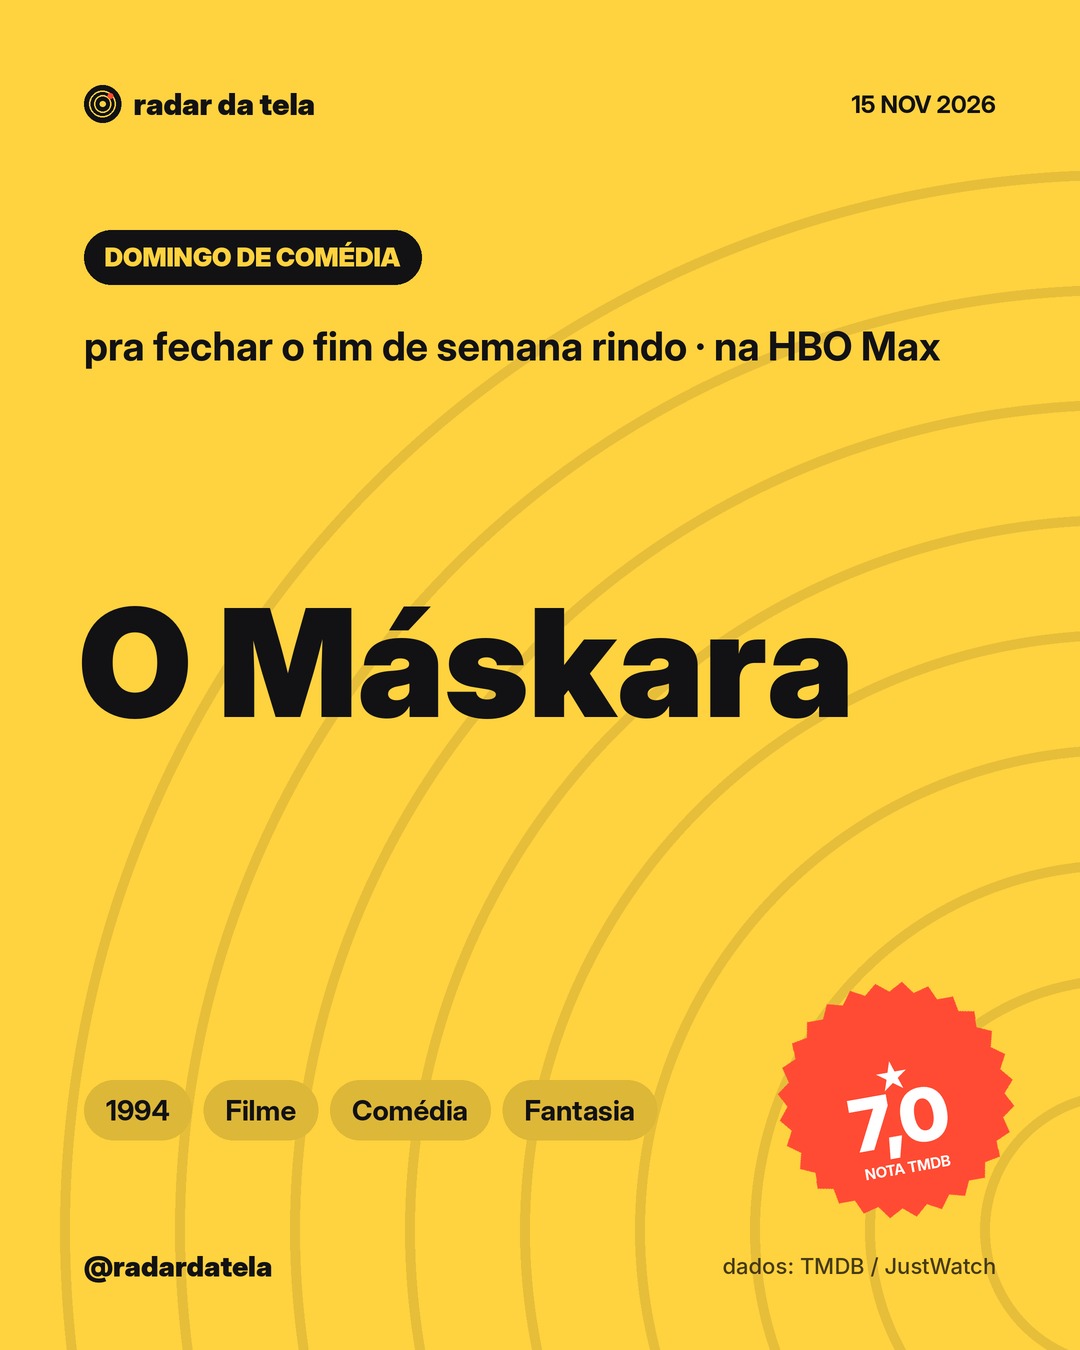 radar da tela
15 NOV 2026
DOMINGO DE COMÉDIA
pra fechar o fim de semana rindo · na HBO Max
O Máskara
1994
Filme
Comédia
Fantasia
7,0
NOTA TMDB
@radardatela
dados: TMDB / JustWatch